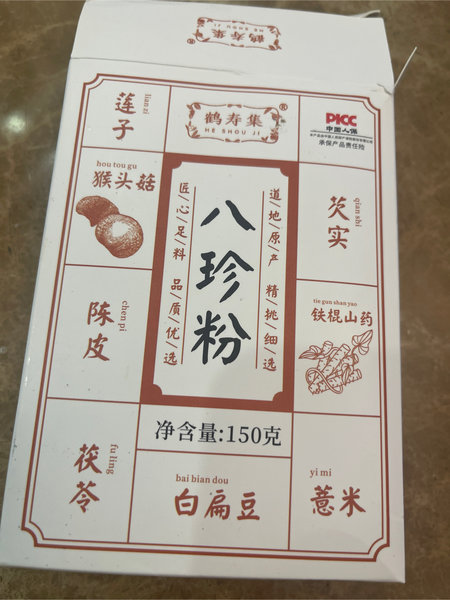 鹤寿集®
HE SHOU JI
lian zi
莲子
鹤寿集®
HE SHOU JI
PICC
中国人保
承保产品责任险
hou tou gu
猴头菇
qian shi
芡实
道/地/原/产 精/挑/细/选
八珍粉
匠/心/足/料 品/质/优/选
chen pi
陈皮
tie gun shan yao
铁棍山药
净含量:150克
fu ling
茯苓
bai bian dou
白扁豆
yi mi
薏米